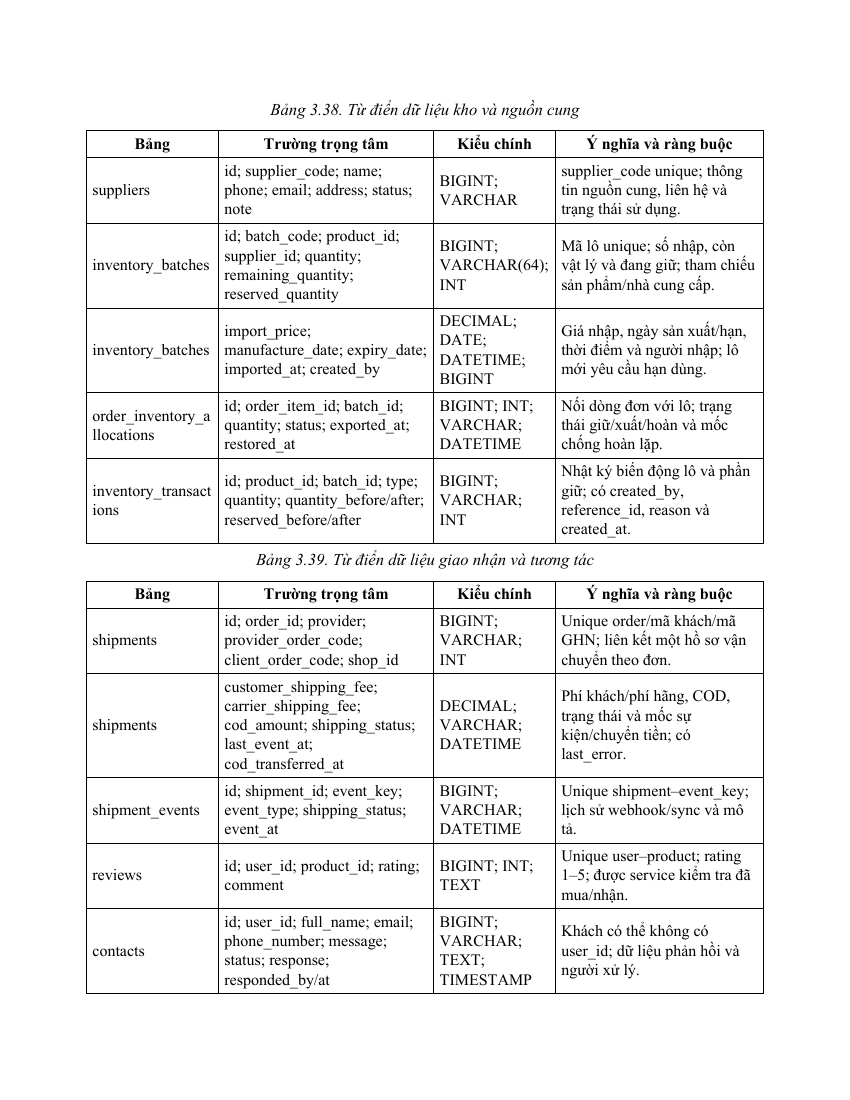 Bảng 3.38. Từ điển dữ liệu kho và nguồn cung
Bảng
Trường trọng tâm
Kiểu chính
Ý nghĩa và ràng buộc
suppliers
id; supplier_code; name;
phone; email; address; status;
note
BIGINT;
VARCHAR
supplier_code unique; thông
tin nguồn cung, liên hệ và
trạng thái sử dụng.
inventory_batches
id; batch_code; product_id;
supplier_id; quantity;
remaining_quantity;
reserved_quantity
BIGINT;
VARCHAR(64);
INT
Mã lô unique; số nhập, còn
vật lý và đang giữ; tham chiếu
sản phẩm/nhà cung cấp.
inventory_batches
import_price;
manufacture_date; expiry_date;
imported_at; created_by
DECIMAL;
DATE;
DATETIME;
BIGINT
Giá nhập, ngày sản xuất/hạn,
thời điểm và người nhập; lô
mới yêu cầu hạn dùng.
order_inventory_a
llocations
id; order_item_id; batch_id;
quantity; status; exported_at;
restored_at
BIGINT; INT;
VARCHAR;
DATETIME
Nối dòng đơn với lô; trạng
thái giữ/xuất/hoàn và mốc
chống hoàn lặp.
inventory_transact
ions
id; product_id; batch_id; type;
quantity; quantity_before/after;
reserved_before/after
BIGINT;
VARCHAR;
INT
Nhật ký biến động lô và phần
giữ; có created_by,
reference_id, reason và
created_at.
Bảng 3.39. Từ điển dữ liệu giao nhận và tương tác
Bảng
Trường trọng tâm
Kiểu chính
Ý nghĩa và ràng buộc
shipments
id; order_id; provider;
provider_order_code;
client_order_code; shop_id
BIGINT;
VARCHAR;
INT
Unique order/mã khách/mã
GHN; liên kết một hồ sơ vận
chuyển theo đơn.
shipments
customer_shipping_fee;
carrier_shipping_fee;
cod_amount; shipping_status;
last_event_at;
cod_transferred_at
DECIMAL;
VARCHAR;
DATETIME
Phí khách/phí hãng, COD,
trạng thái và mốc sự
kiện/chuyển tiền; có
last_error.
shipment_events
id; shipment_id; event_key;
event_type; shipping_status;
event_at
BIGINT;
VARCHAR;
DATETIME
Unique shipment–event_key;
lịch sử webhook/sync và mô
tả.
reviews
id; user_id; product_id; rating;
comment
BIGINT; INT;
TEXT
Unique user–product; rating
1–5; được service kiểm tra đã
mua/nhận.
contacts
id; user_id; full_name; email;
phone_number; message;
status; response;
responded_by/at
BIGINT;
VARCHAR;
TEXT;
TIMESTAMP
Khách có thể không có
user_id; dữ liệu phản hồi và
người xử lý.